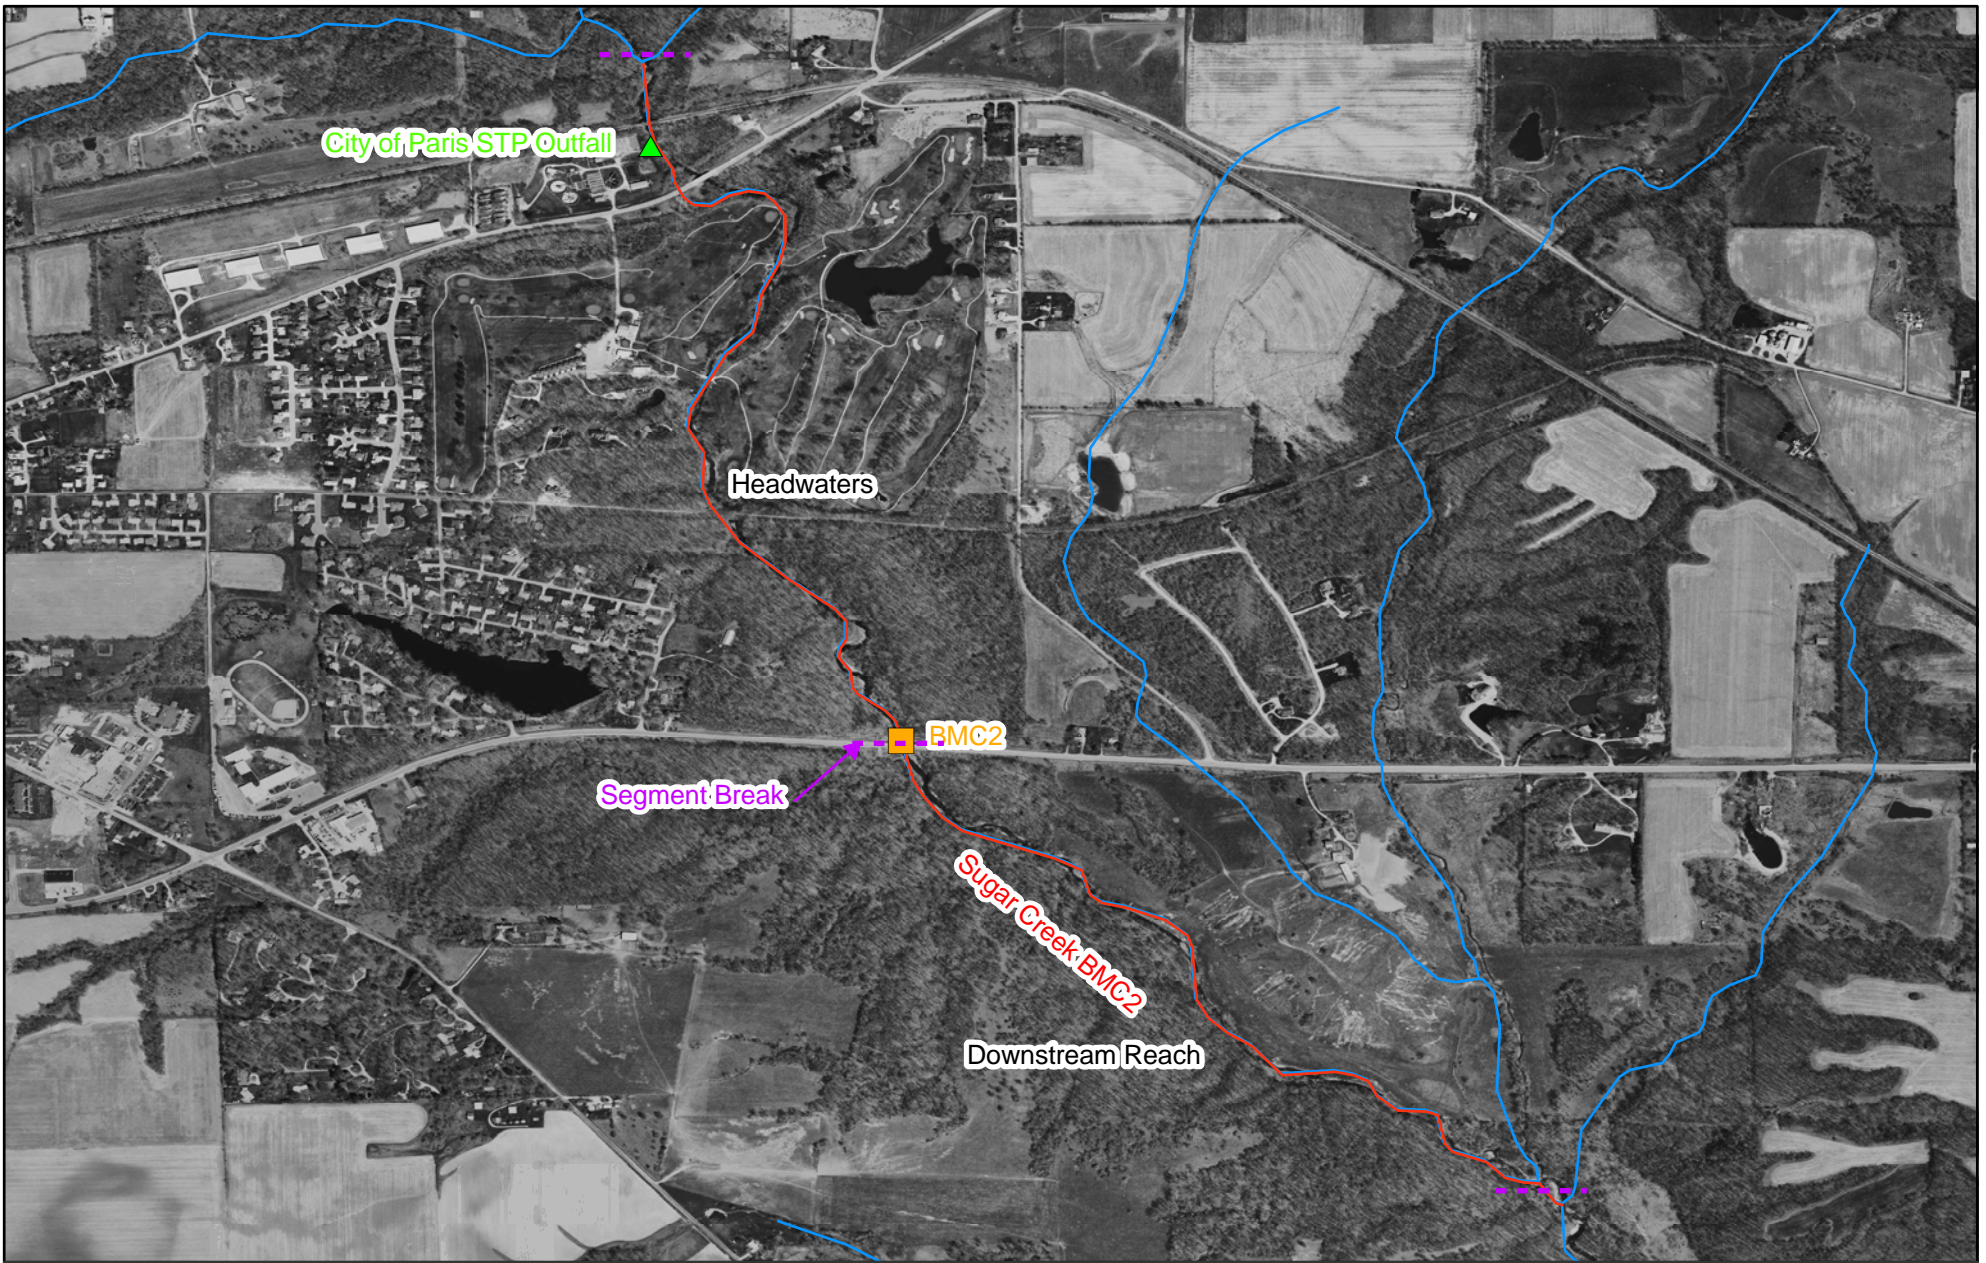 City of Paris STP Outfall
Headwaters
BMC2
Segment Break
Sugar Creek BMC2
Downstream Reach